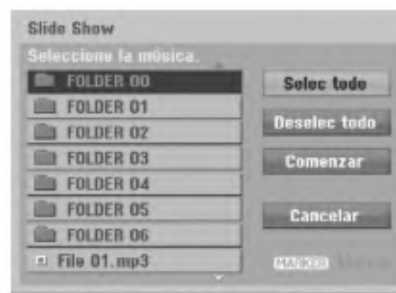 Slide Show
Seleccione la música.
FOLDER 00
FOLDER 01
FOLDER 02
FOLDER 03
FOLDER 04
FOLDER 05
FOLDER 06
File 01.mp3
Selec todo
Deselec todo
Comenzar
Cancelar
MARKER